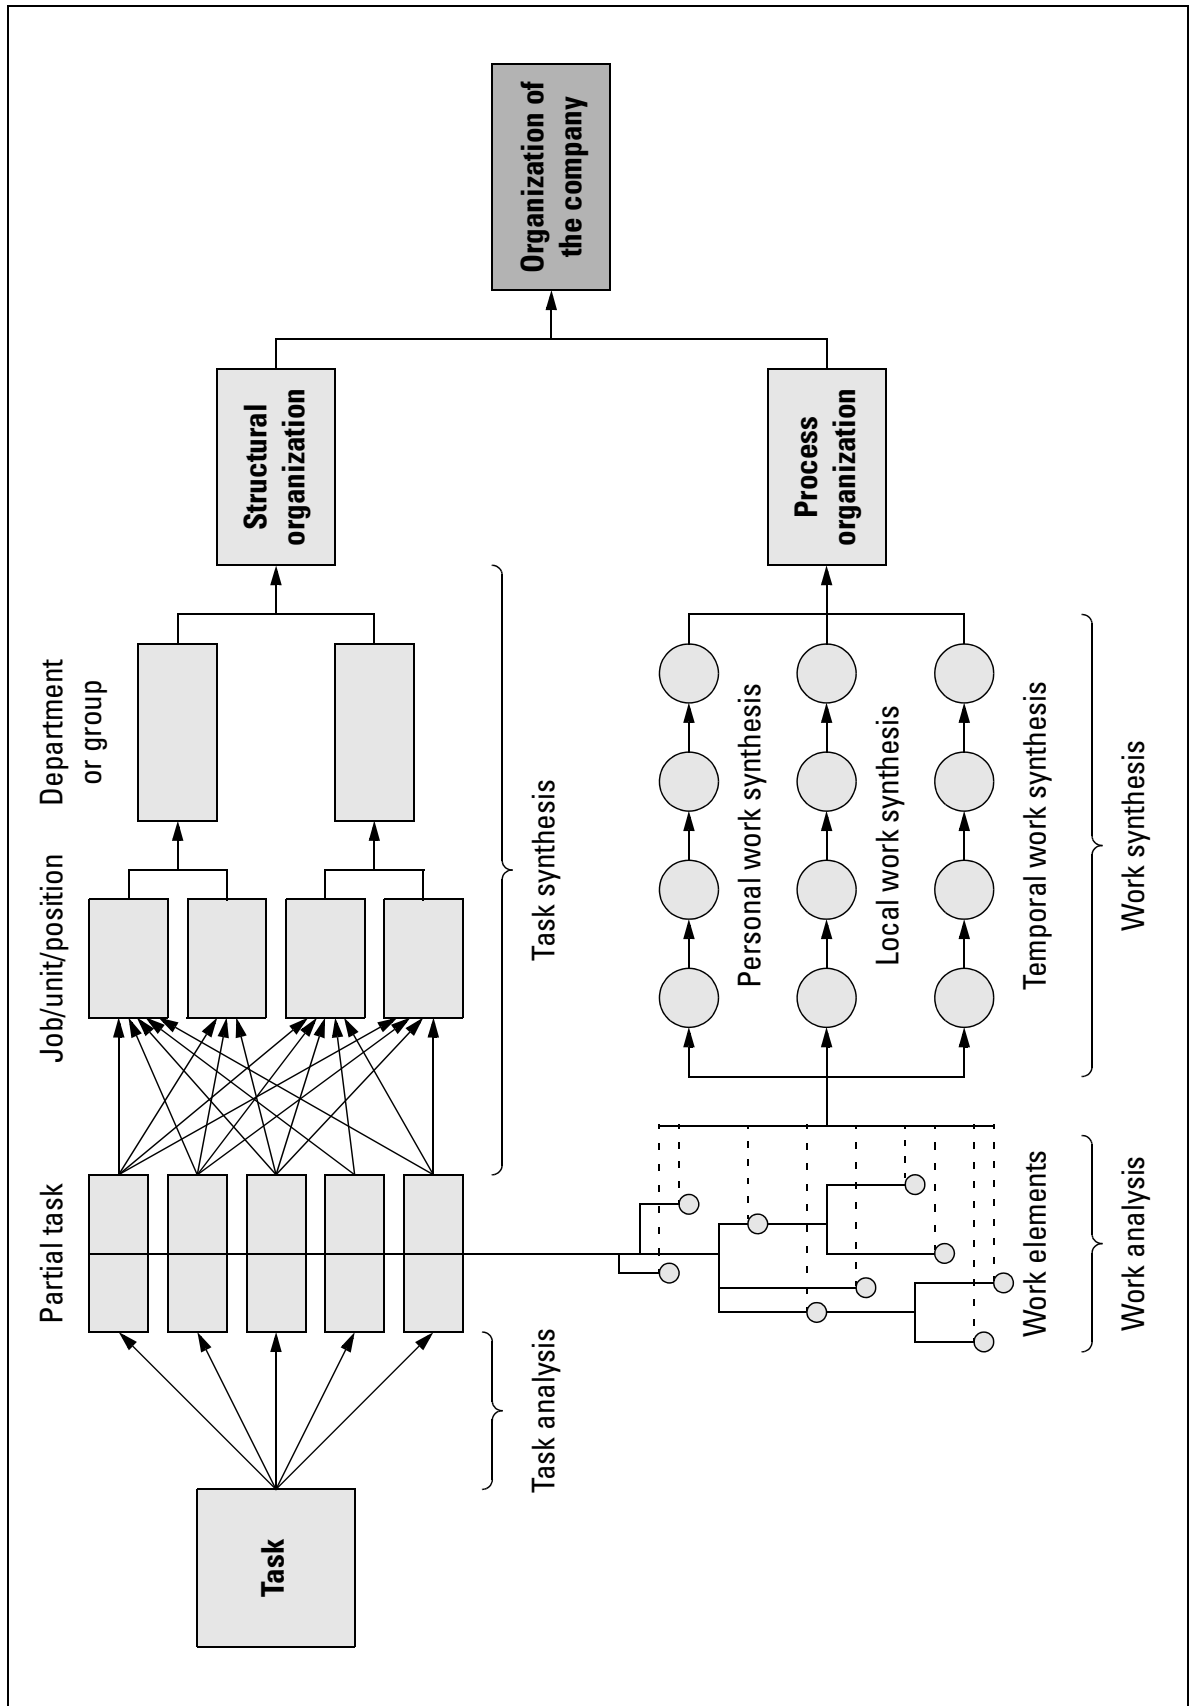 Task
Partial task
Job/unit/position
Department
or group
Structural
organization
Organization of
the company
Task analysis
Task synthesis
Process
organization
Personal work synthesis
Local work synthesis
Temporal work synthesis
Work elements
Work analysis
Work synthesis